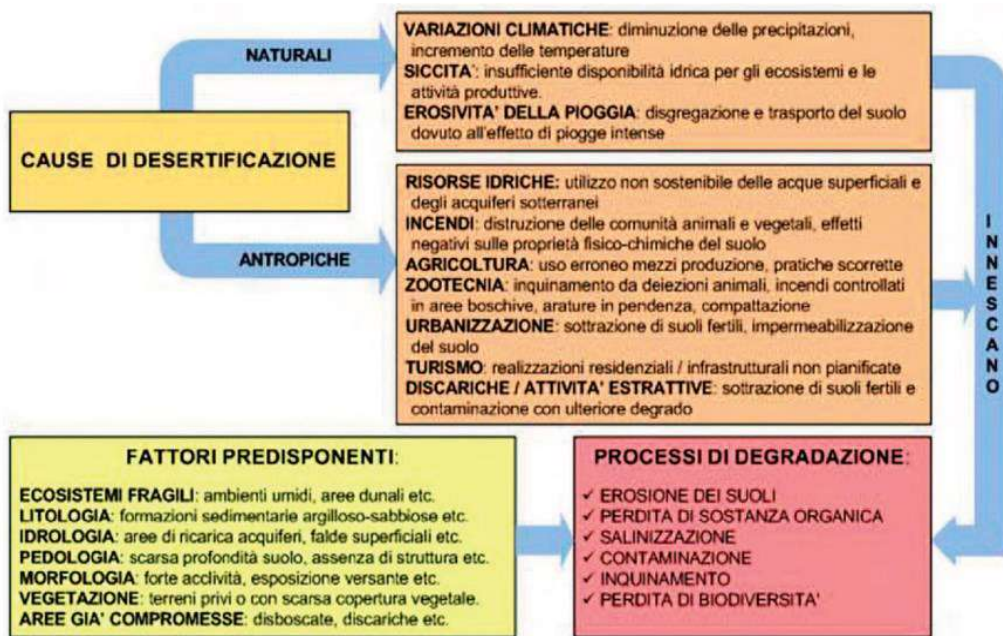 CAUSE DI DESERTIFICAZIONE
NATURALI
VARIAZIONI CLIMATICHE: diminuzione delle precipitazioni,
incremento delle temperature
SICCITA': insufficiente disponibilità idrica per gli ecosistemi e le
attività produttive.
EROSIVITA' DELLA PIOGGIA: disgregazione e trasporto del suolo
dovuto all'effetto di piogge intense
ANTROPICHE
RISORSE IDRICHE: utilizzo non sostenibile delle acque superficiali e
degli acquiferi sotterranei
INCENDI: distruzione delle comunità animali e vegetali, effetti
negativi sulle proprietà fisico-chimiche del suolo
AGRICOLTURA: uso erroneo mezzi produzione, pratiche scorrette
ZOOTECNIA: inquinamento da deiezioni animali, incendi controllati
in aree boschive, arature in pendenza, compattazione
URBANIZZAZIONE: sottrazione di suoli fertili, impermeabilizzazione
del suolo
TURISMO: realizzazioni residenziali / infrastrutturali non pianificate
DISCARICHE / ATTIVITA' ESTRATTIVE: sottrazione di suoli fertili e
contaminazione con ulteriore degrado
INNESCANO
FATTORI PREDISPONENTI:
ECOSISTEMI FRAGILI: ambienti umidi, aree dunali etc.
LITOLOGIA: formazioni sedimentarie argilloso-sabbiose etc.
IDROLOGIA: aree di ricarica acquiferi, falde superficiali etc.
PEDOLOGIA: scarsa profondità suolo, assenza di struttura etc.
MORFOLOGIA: forte acclività, esposizione versante etc.
VEGETAZIONE: terreni privi o con scarsa copertura vegetale.
AREE GIA' COMPROMESSE: disboscate, discariche etc.
PROCESSI DI DEGRADAZIONE:
✓ EROSIONE DEI SUOLI
✓ PERDITA DI SOSTANZA ORGANICA
✓ SALINIZZAZIONE
✓ CONTAMINAZIONE
✓ INQUINAMENTO
✓ PERDITA DI BIODIVERSITA'